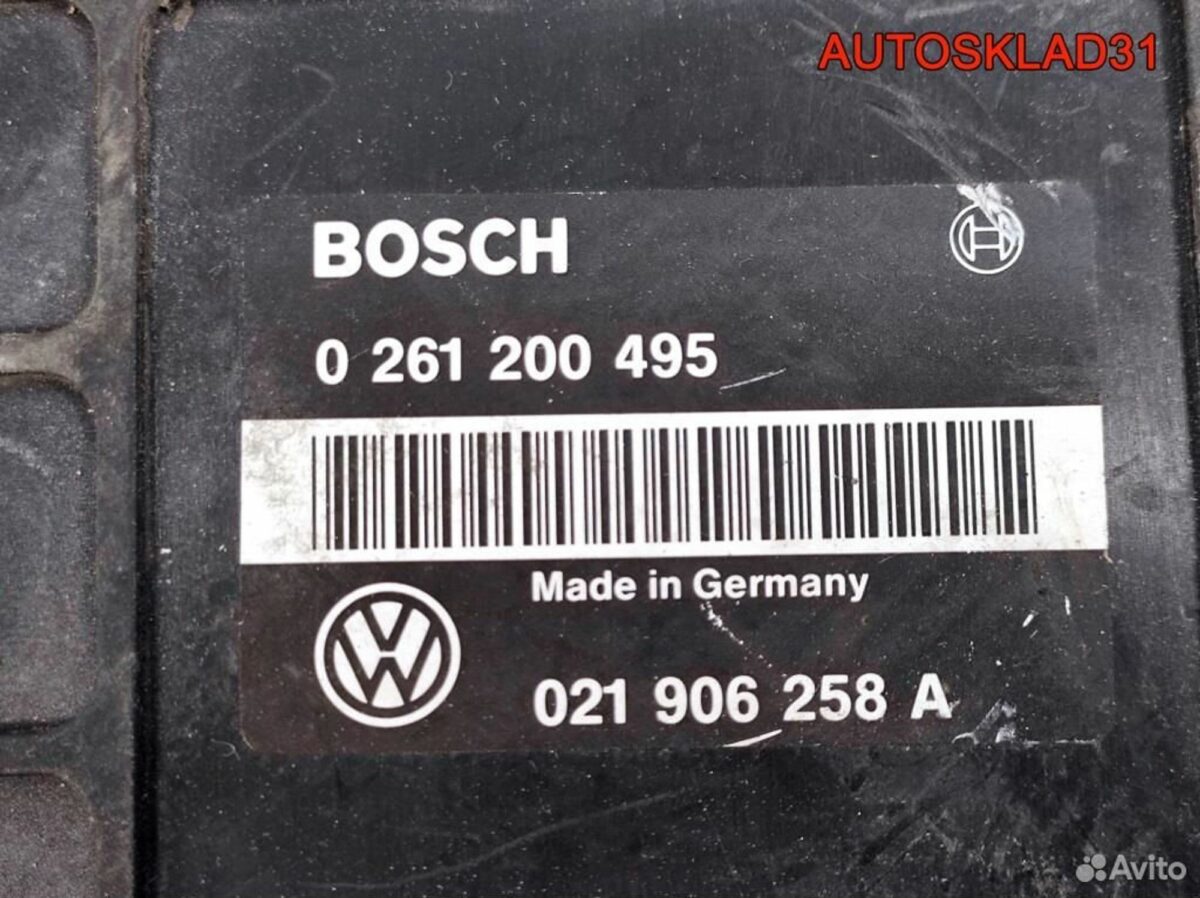 AUTOSKLAD31
BOSCH
0 261 200 495
Made in Germany
021 906 258 A
Avito